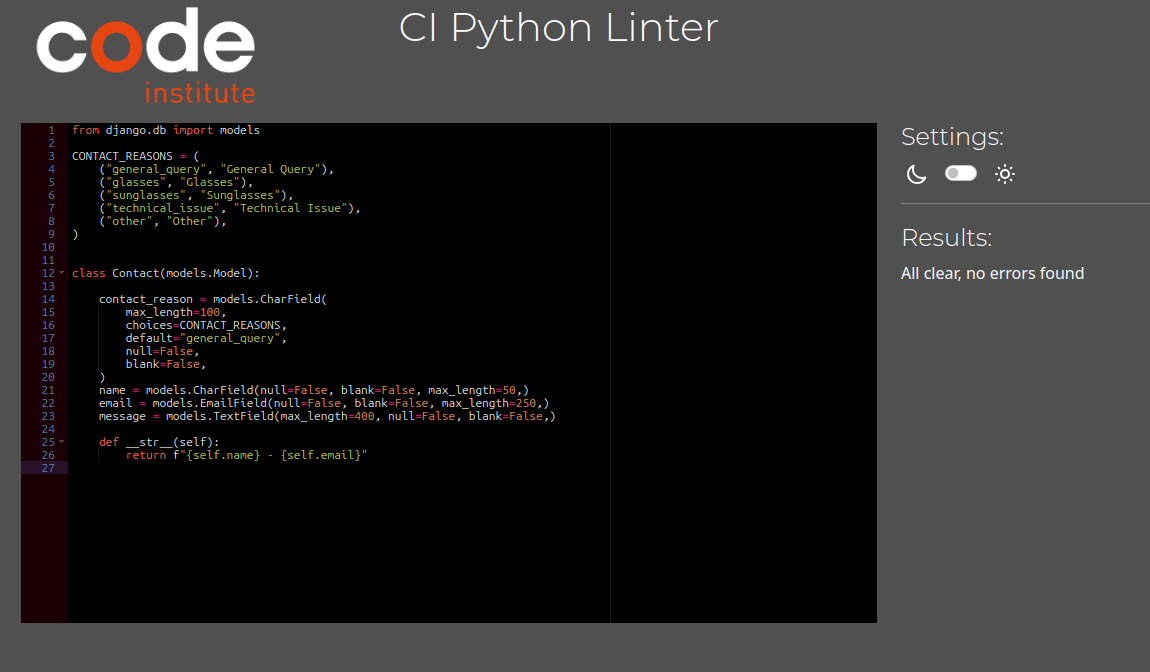 code
institute
CI Python Linter
1 from django.db import models
2
3 CONTACT_REASONS = (
4     ("general_query", "General Query"),
5     ("glasses", "Glasses"),
6     ("sunglasses", "Sunglasses"),
7     ("technical_issue", "Technical Issue"),
8     ("other", "Other"),
9 )
10
11
12 class Contact(models.Model):
13
14     contact_reason = models.CharField(
15         max_length=100,
16         choices=CONTACT_REASONS,
17         default="general_query",
18         null=False,
19         blank=False,
20     )
21     name = models.CharField(null=False, blank=False, max_length=50,)
22     email = models.EmailField(null=False, blank=False, max_length=250,)
23     message = models.TextField(max_length=400, null=False, blank=False,)
24
25     def __str__(self):
26         return f"{self.name} - {self.email}"
27
Settings:
Results:
All clear, no errors found